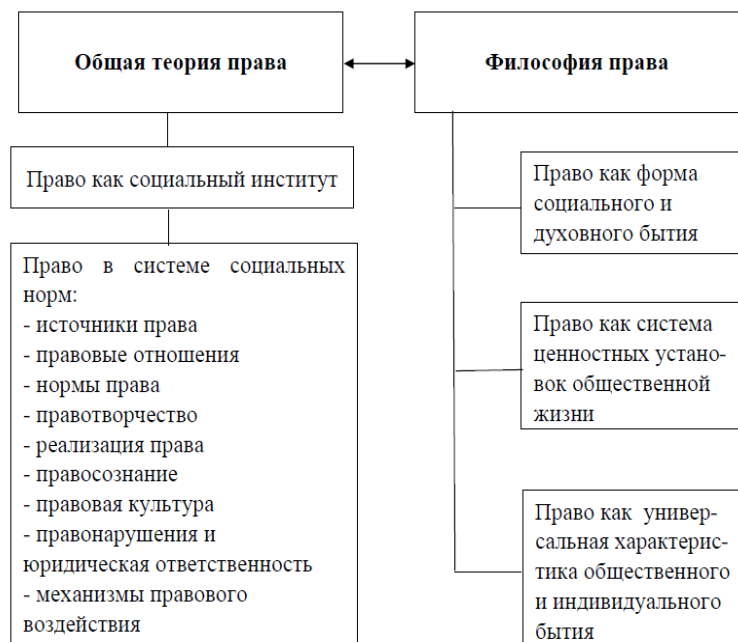 Общая теория права
Философия права
Право как социальный институт
Право в системе социальных
норм:
- источники права
- правовые отношения
- нормы права
- правотворчество
- реализация права
- правосознание
- правовая культура
- правонарушения и
юридическая ответственность
- механизмы правового
воздействия
Право как форма
социального и
духовного бытия
Право как система
ценностных устано-
вок общественной
жизни
Право как универ-
сальная характерис-
тика общественного
и индивидуального
бытия